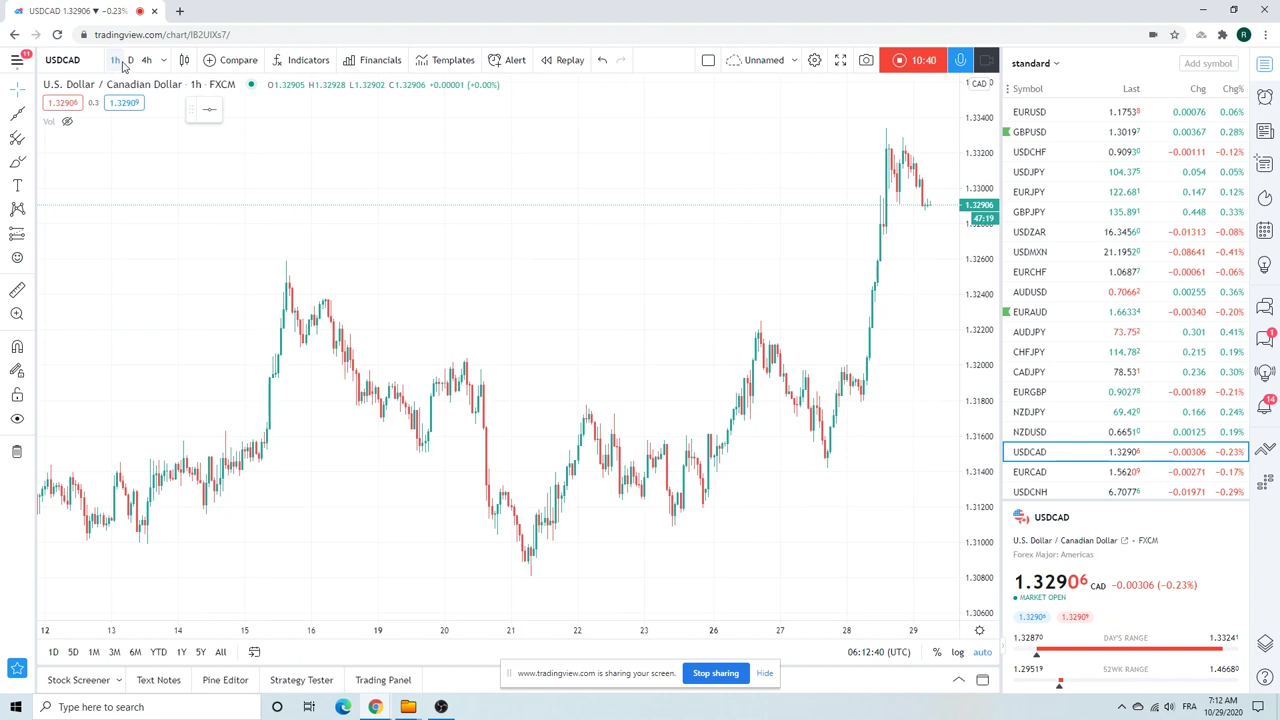 USDCAD 1.32906 ▼ −0.23%
tradingview.com/chart/lB2UlXs7/
R
11
USDCAD
1h
D
4h
Compare
Indicators
Financials
Templates
Alert
Replay
10:40
Unnamed
standard
Add symbol
U.S. Dollar / Canadian Dollar · 1h · FXCM
1.32905 H1.32928 L1.32902 C1.32906 +0.00001 (+0.00%)
1.32906 0.3 1.32909
Vol
CAD
1.33400
1.33200
1.33000
1.32906
47:19
1.32600
1.32400
1.32200
1.32000
1.31800
1.31600
1.31400
1.31200
1.31000
1.30800
1.30600
12 13 14 15 16 19 20 21 22 23 26 27 28 29
1D 5D 1M 3M 6M YTD 1Y 5Y All
06:12:40 (UTC) % log auto
Symbol Last Chg Chg%
EURUSD 1.17538 0.00076 0.06%
GBPUSD 1.30197 0.00367 0.28%
USDCHF 0.90930 −0.00111 −0.12%
USDJPY 104.375 0.054 0.05%
EURJPY 122.681 0.147 0.12%
GBPJPY 135.891 0.448 0.33%
USDZAR 16.34560 −0.01313 −0.08%
USDMXN 21.19520 −0.08641 −0.41%
EURCHF 1.06871 −0.00061 −0.06%
AUDUSD 0.70662 0.00255 0.36%
EURAUD 1.66334 −0.00340 −0.20%
AUDJPY 73.752 0.301 0.41%
CHFJPY 114.782 0.215 0.19%
CADJPY 78.531 0.236 0.30%
EURGBP 0.90278 −0.00191 −0.21%
NZDJPY 69.420 0.166 0.24%
NZDUSD 0.66510 0.00125 0.19%
USDCAD 1.32906 −0.00306 −0.23%
EURCAD 1.56209 −0.00271 −0.17%
USDCNH 6.70776 −0.01971 −0.29%
USDCAD
U.S. Dollar / Canadian Dollar • FXCM
Forex Major: Americas
1.32906 CAD −0.00306 (−0.23%)
MARKET OPEN
1.32906 1.32909
1.32870 DAY'S RANGE 1.33241
1.29519 52WK RANGE 1.46689
1
14
Stock Screener
Text Notes
Pine Editor
Strategy Tester
Trading Panel
www.tradingview.com is sharing your screen.
Stop sharing
Hide
Type here to search
FRA
7:12 AM
10/29/2020